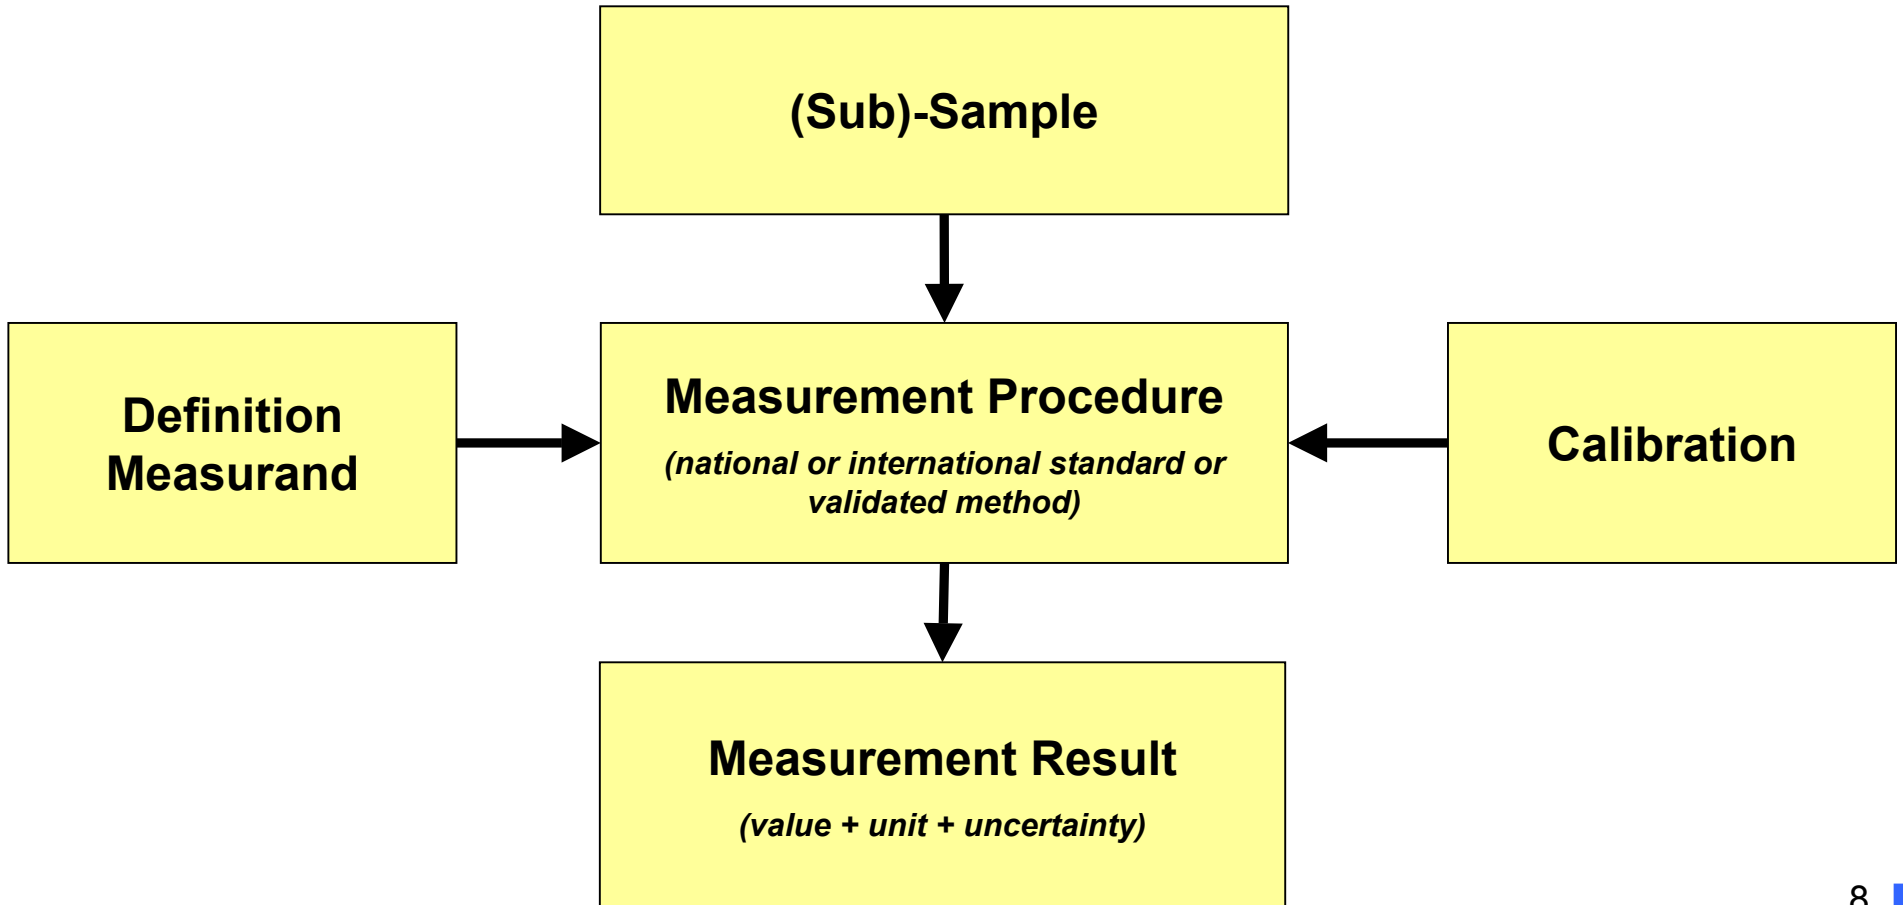 (Sub)-Sample
Definition
Measurand
Measurement Procedure
(national or international standard or
validated method)
Calibration
Measurement Result
(value + unit + uncertainty)
8